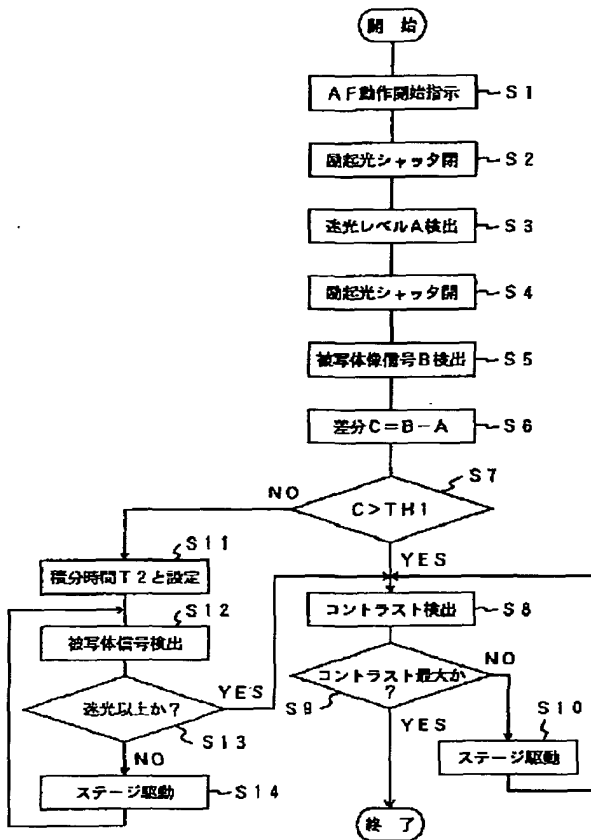 開 始
AF動作開始指示
S1
励起光シャッタ閉
S2
迷光レベルA検出
S3
励起光シャッタ開
S4
被写体像信号B検出
S5
差分C=B-A
S6
S7
C>TH1
NO
YES
S11
積分時間T2と設定
S12
被写体信号検出
迷光以上か?
YES
S13
NO
ステージ駆動
S14
コントラスト検出
S8
コントラスト最大か
?
S9
NO
YES
S10
ステージ駆動
終 了